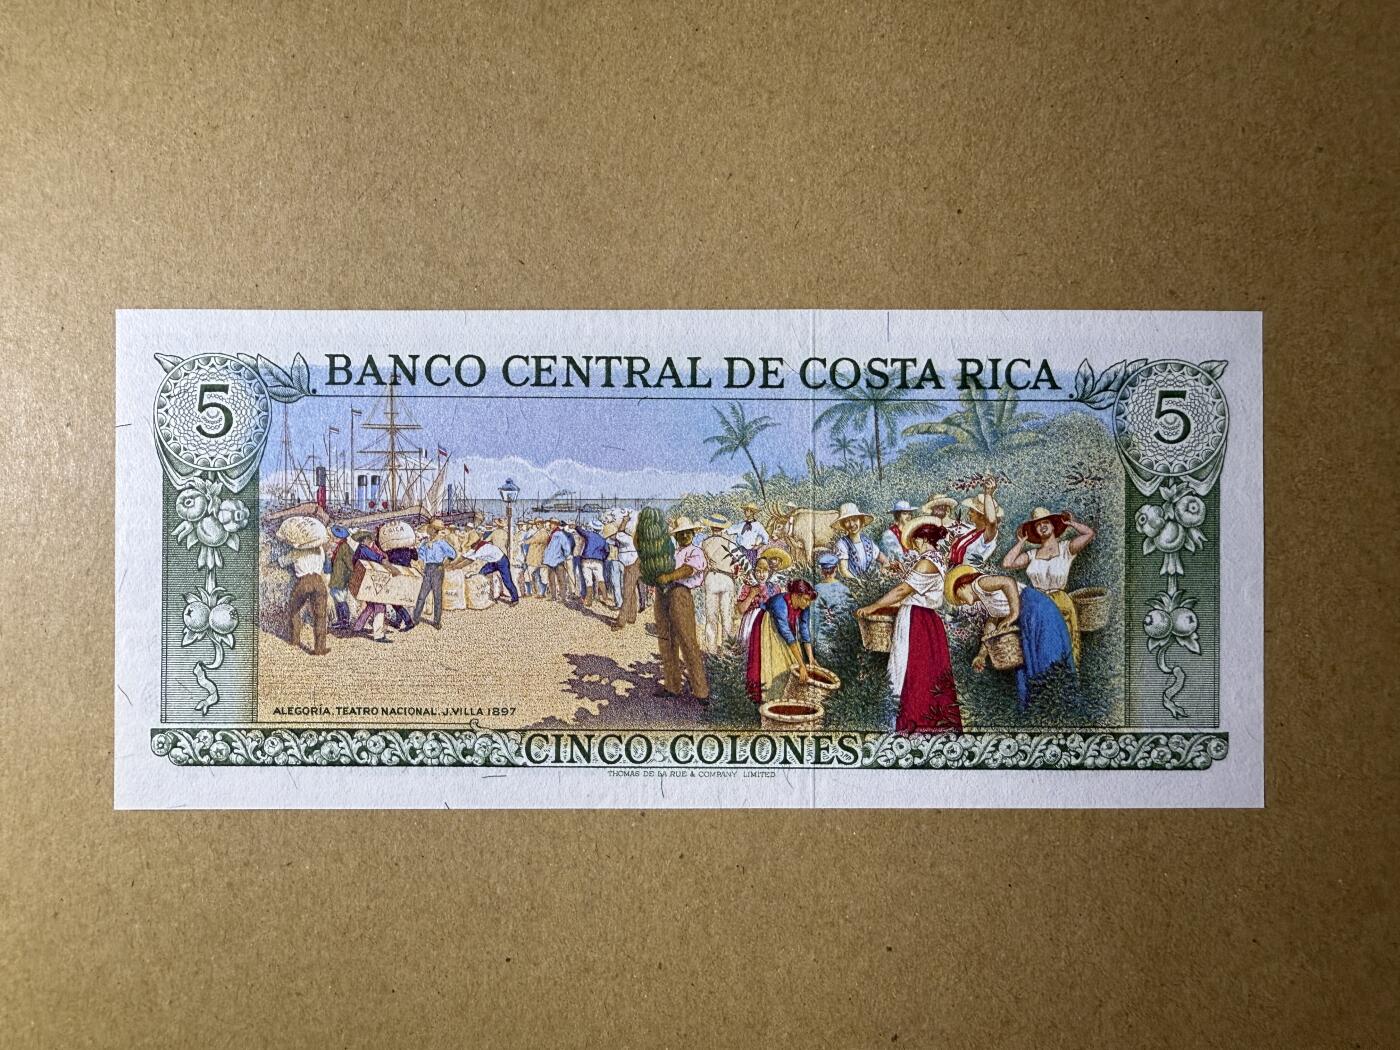 BANCO CENTRAL DE COSTA RICA
5
5
ALEGORÍA. TEATRO NACIONAL. J. VILLA 1897
CINCO COLONES
THOMAS DE LA RUE & COMPANY LIMITED